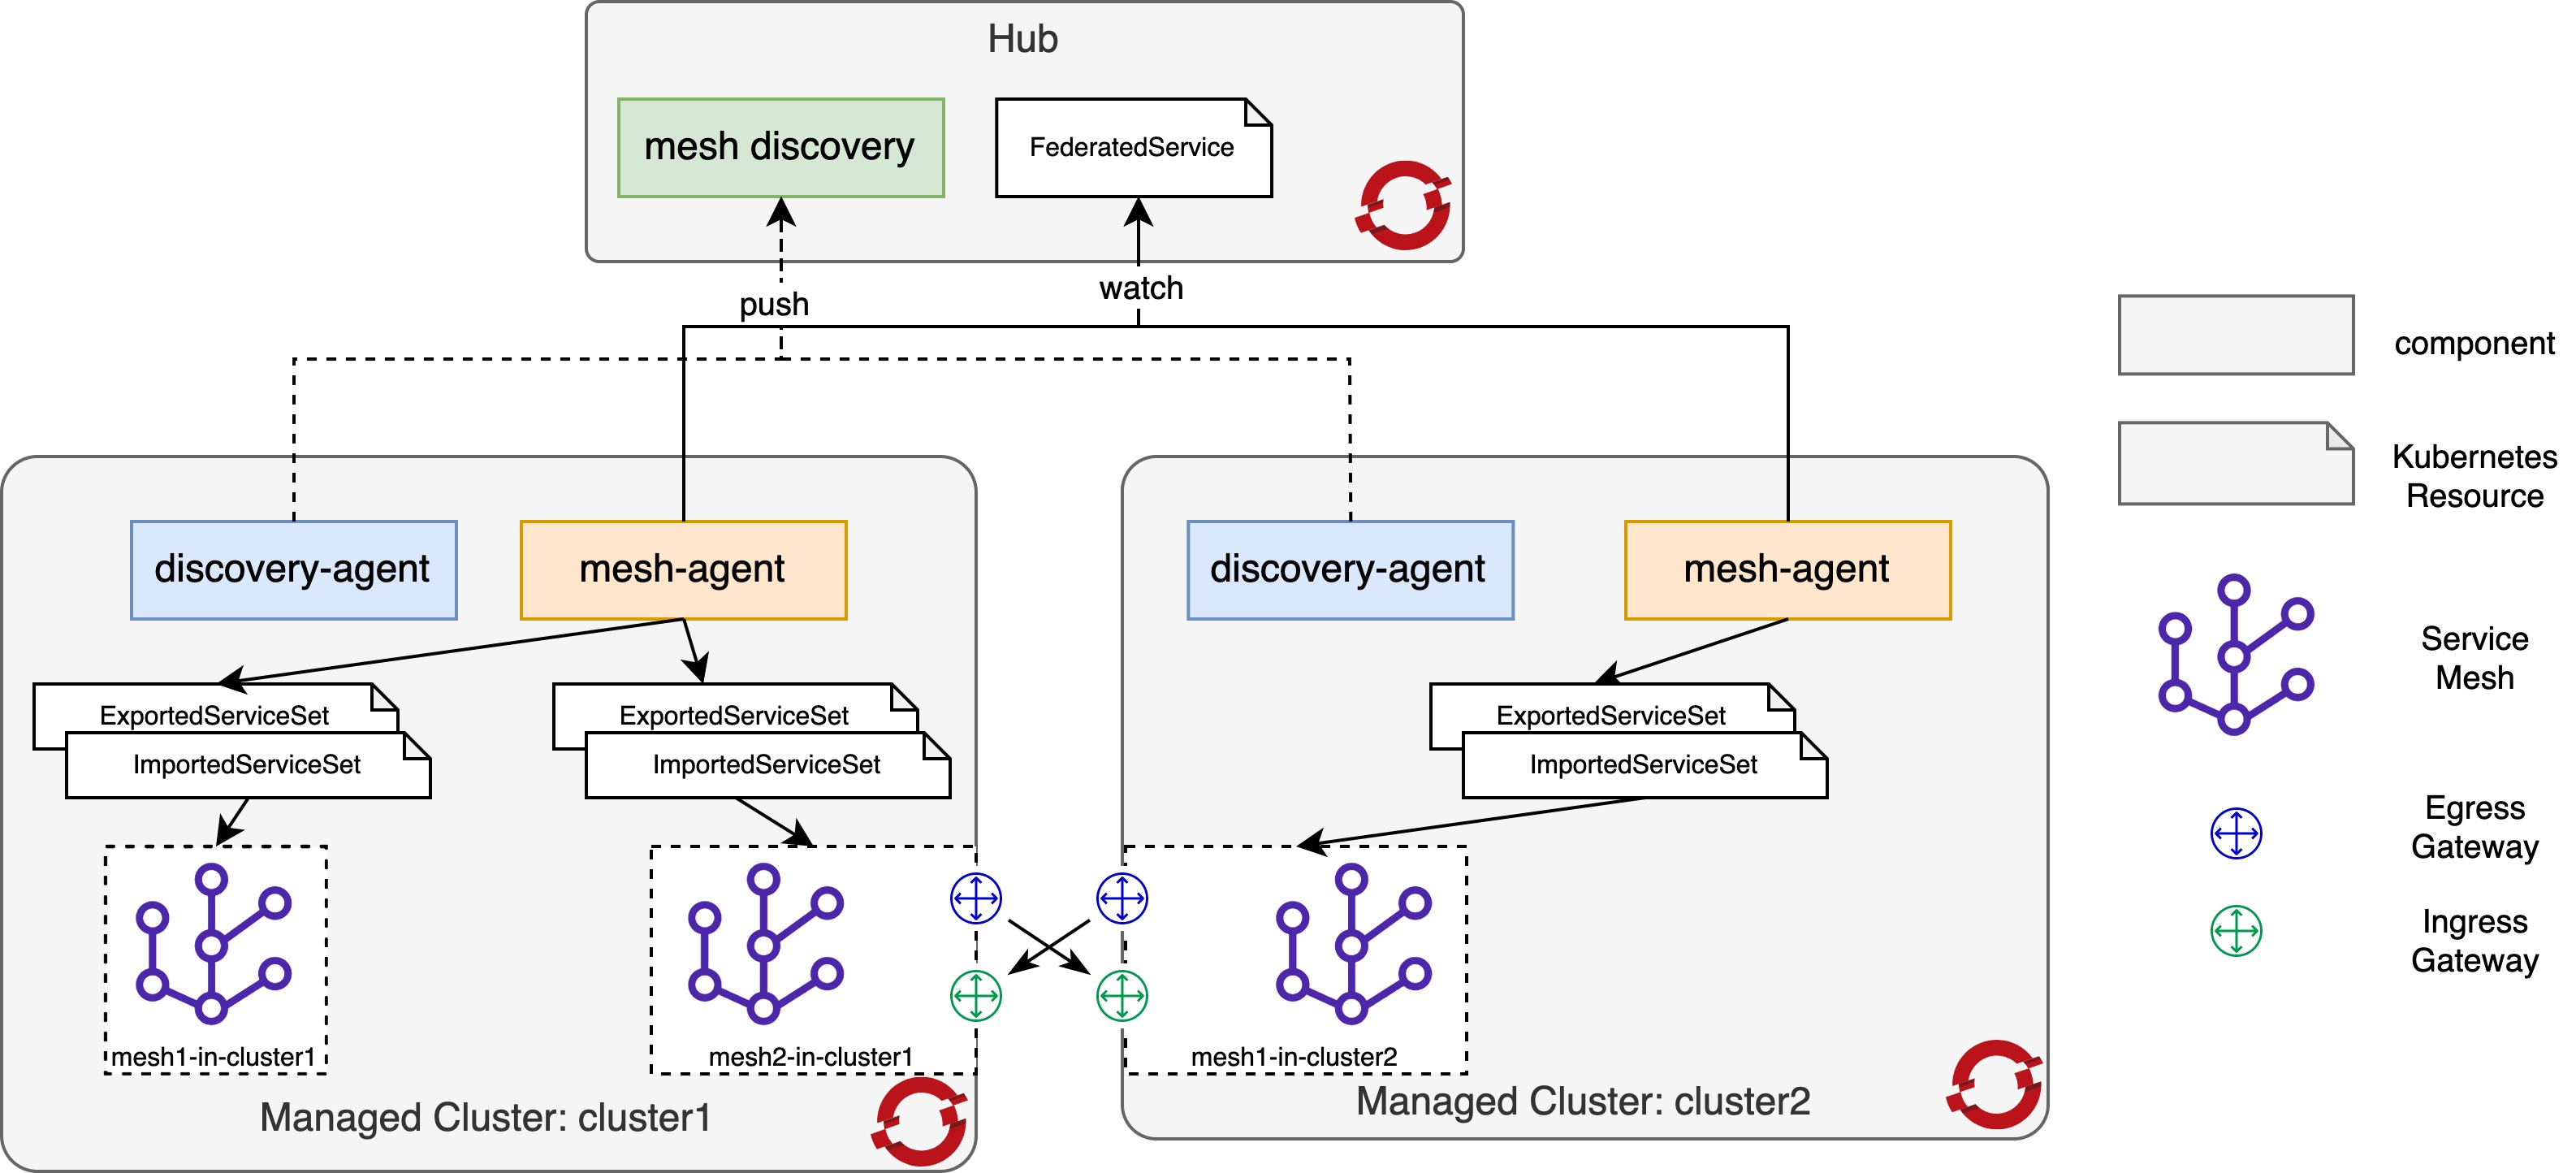 Hub
mesh discovery
FederatedService
push
watch
component
Kubernetes
Resource
discovery-agent
mesh-agent
discovery-agent
mesh-agent
ExportedServiceSet
ImportedServiceSet
ExportedServiceSet
ImportedServiceSet
ExportedServiceSet
ImportedServiceSet
Service
Mesh
Egress
Gateway
Ingress
Gateway
mesh1-in-cluster1
mesh2-in-cluster1
mesh1-in-cluster2
Managed Cluster: cluster1
Managed Cluster: cluster2